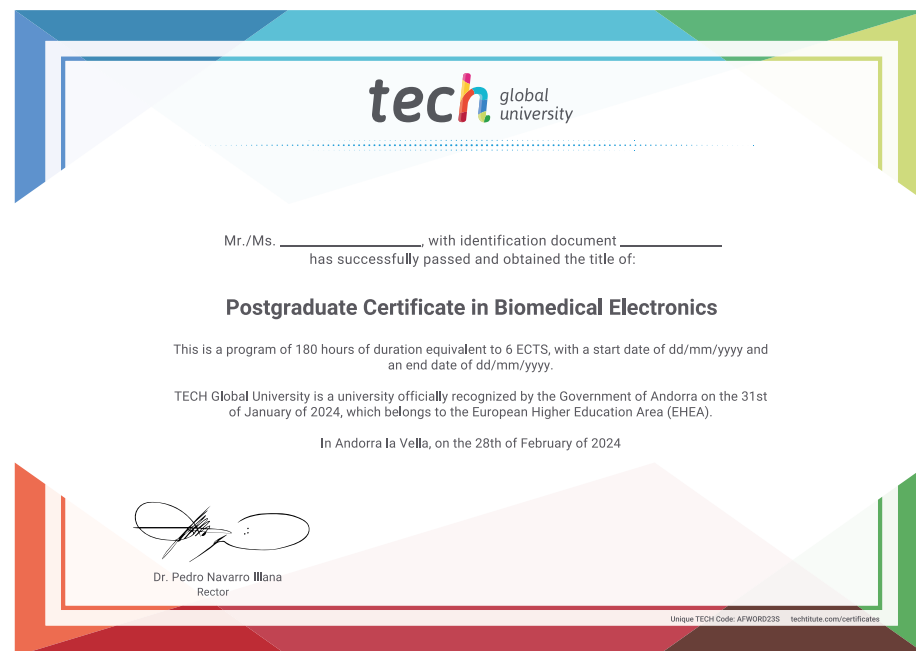 tech global
university
Mr./Ms. ____________, with identification document ____________
has successfully passed and obtained the title of:
Postgraduate Certificate in Biomedical Electronics
This is a program of 180 hours of duration equivalent to 6 ECTS, with a start date of dd/mm/yyyy and
an end date of dd/mm/yyyy.
TECH Global University is a university officially recognized by the Government of Andorra on the 31st
of January of 2024, which belongs to the European Higher Education Area (EHEA).
In Andorra la Vella, on the 28th of February of 2024
Dr. Pedro Navarro Illana
Rector
Unique TECH Code: AFWORD23S techtitute.com/certificates